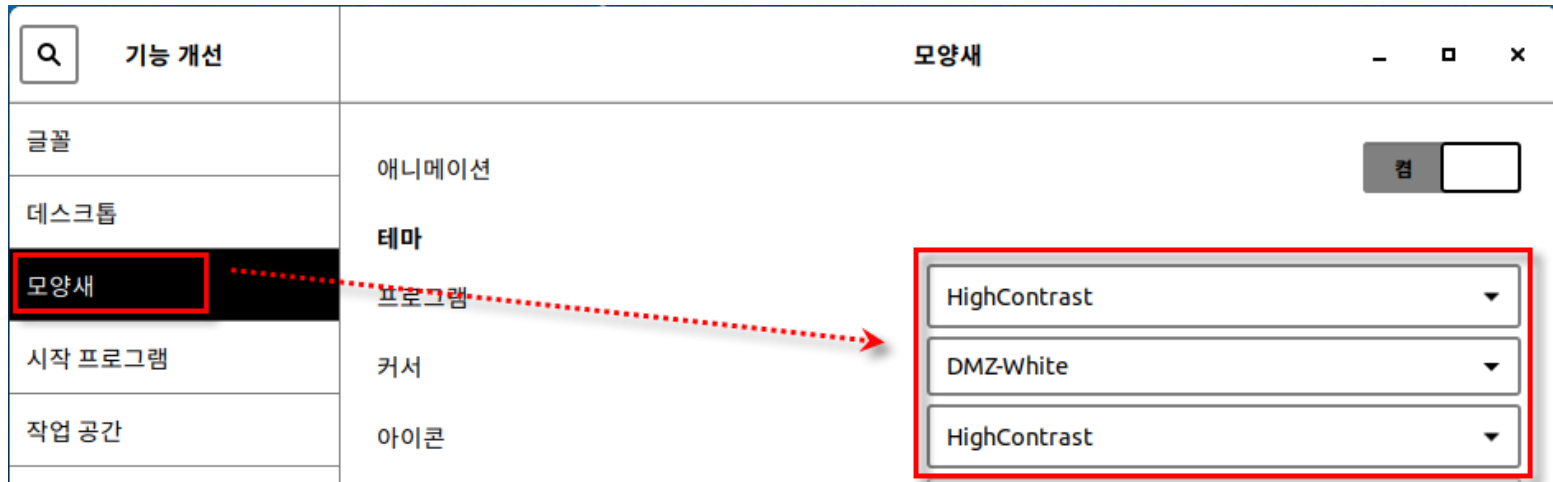 기능 개선
모양새
글꼴
데스크톱
모양새
시작 프로그램
작업 공간
애니메이션
켬
테마
프로그램
HighContrast
커서
DMZ-White
아이콘
HighContrast